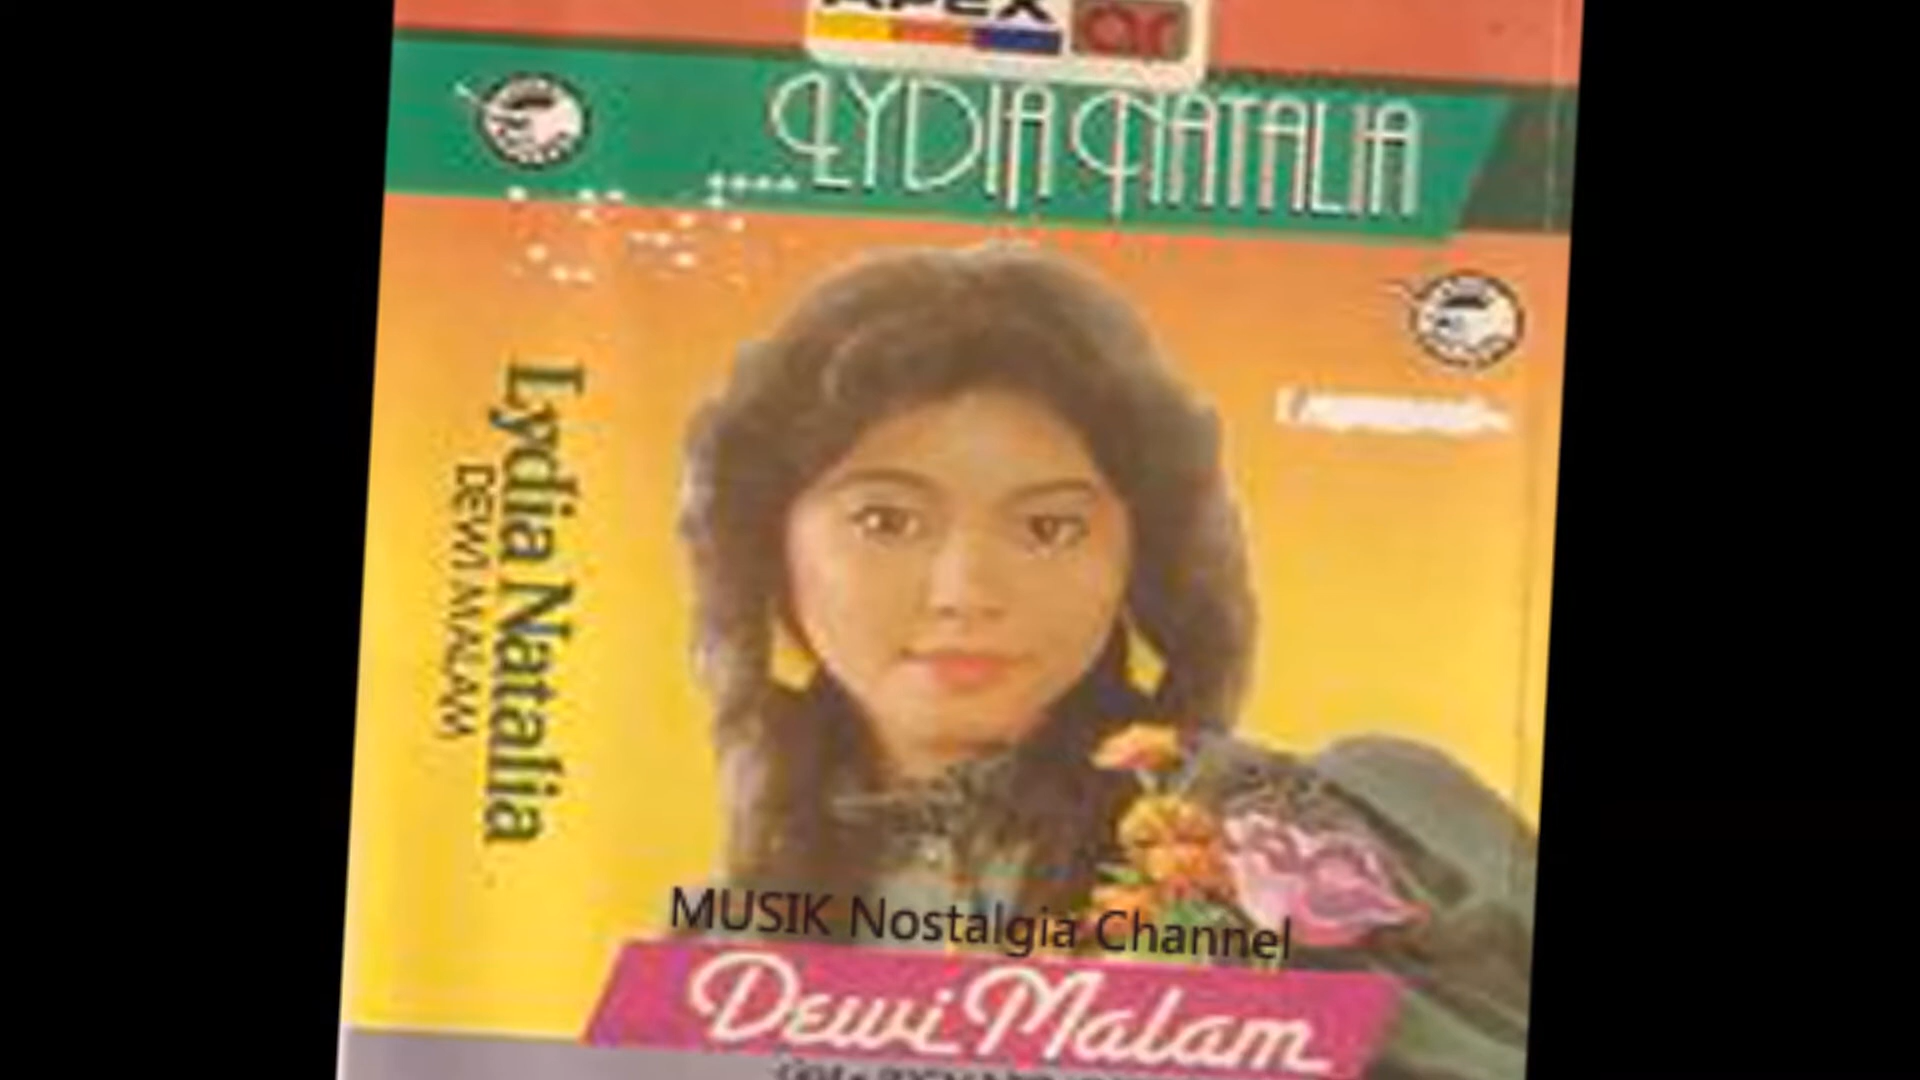 APEX
LYDIA NATALIA
Lydia Natalia
DEWI MALAM
MUSIK Nostalgia Channel
Dewi Malam